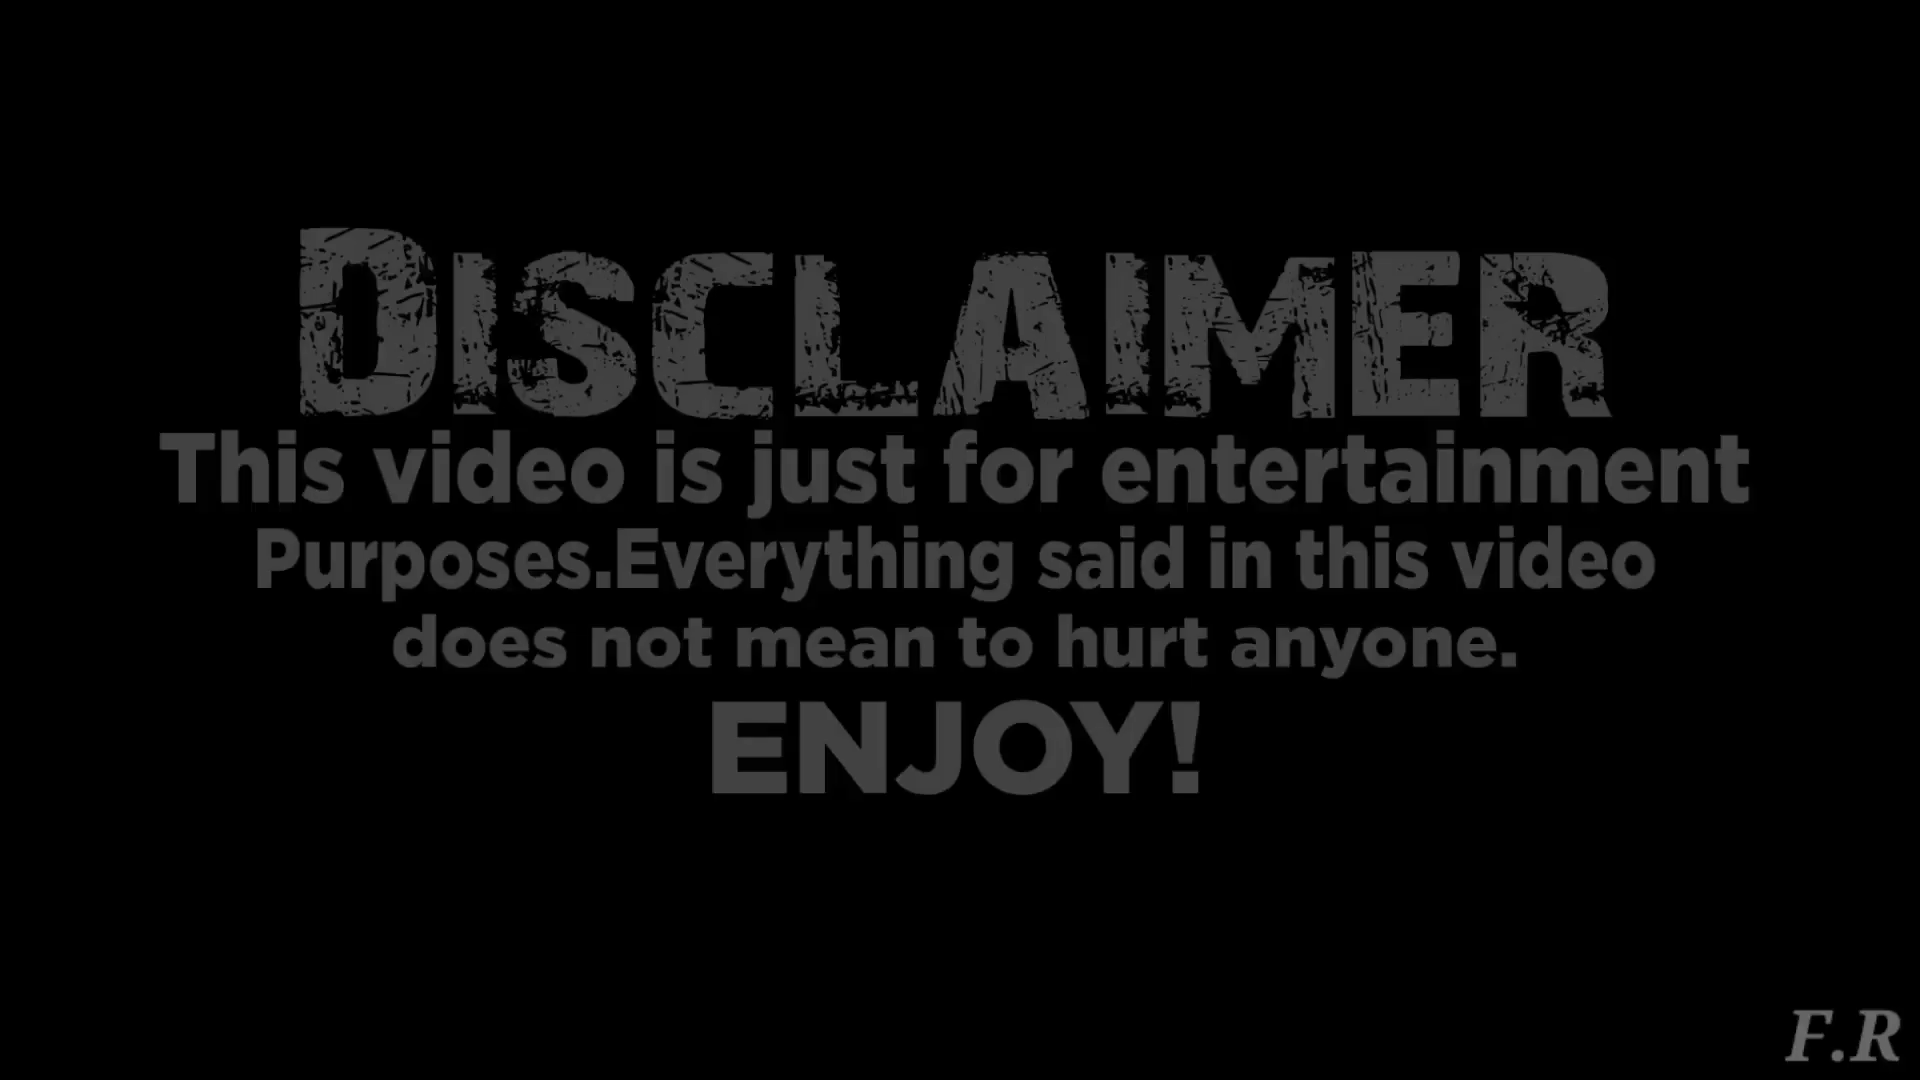 DISCLAIMER
This video is just for entertainment
Purposes.Everything said in this video
does not mean to hurt anyone.
ENJOY!
F.R